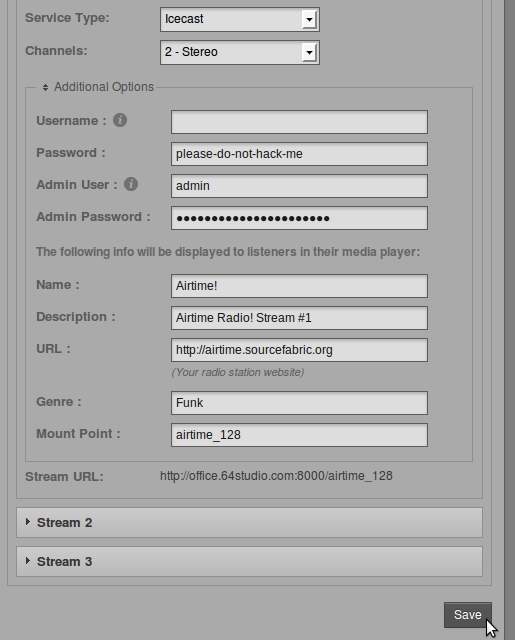 Service Type: Icecast
Channels: 2 - Stereo
Additional Options
Username :
Password : please-do-not-hack-me
Admin User : admin
Admin Password : ●●●●●●●●●●●●●●●●●●●●●●
The following info will be displayed to listeners in their media player:
Name : Airtime!
Description : Airtime Radio! Stream #1
URL : http://airtime.sourcefabric.org
(Your radio station website)
Genre : Funk
Mount Point : airtime_128
Stream URL: http://office.64studio.com:8000/airtime_128
Stream 2
Stream 3
Save